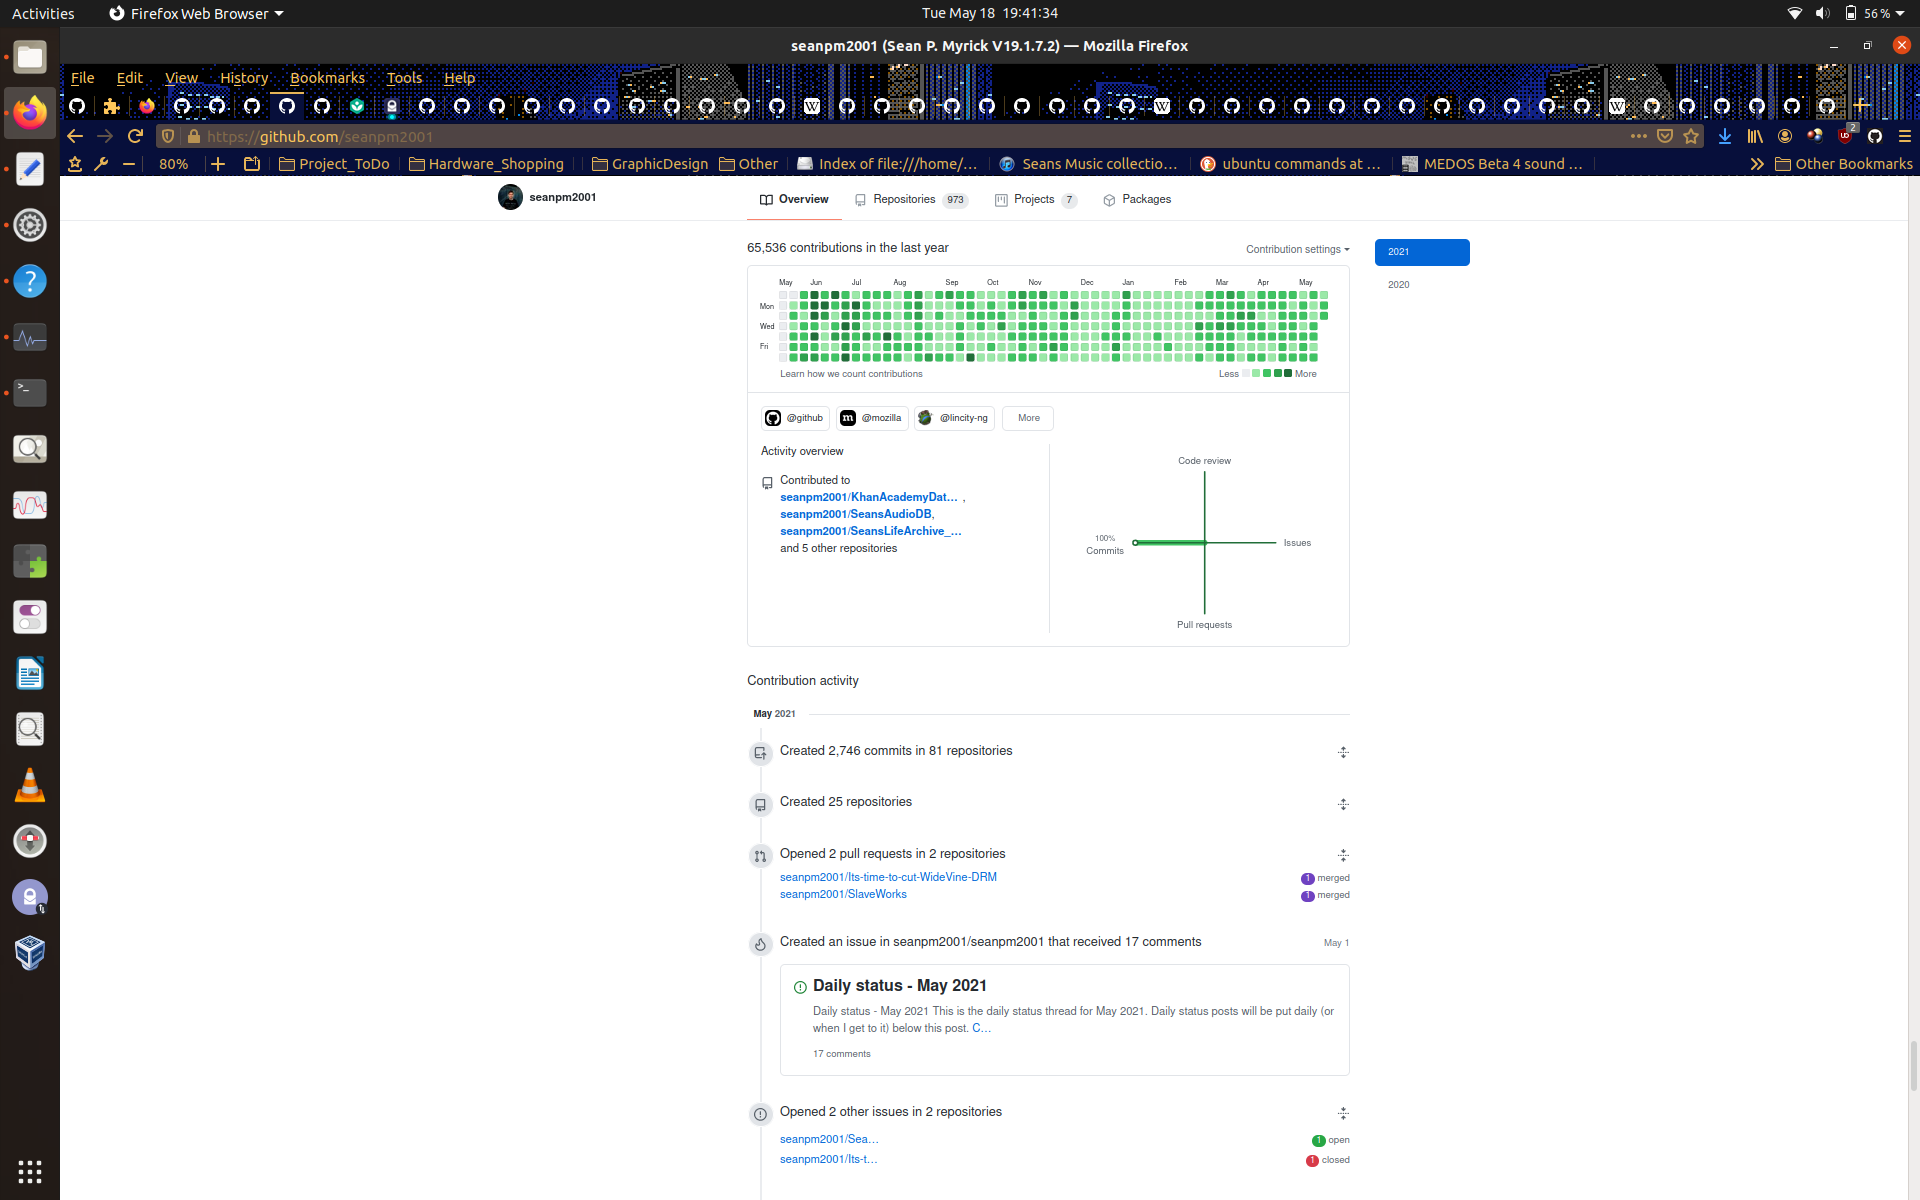 Activities
Firefox Web Browser
Tue May 18 19:41:34
56 %
seanpm2001 (Sean P. Myrick V19.1.7.2) — Mozilla Firefox
File Edit View History Bookmarks Tools Help
https://github.com/seanpm2001
2
80%
Project_ToDo
Hardware_Shopping
GraphicDesign
Other
Index of file:///home/…
Seans Music collectio…
ubuntu commands at …
MEDOS Beta 4 sound …
Other Bookmarks
seanpm2001
Overview
Repositories 973
Projects 7
Packages
65,536 contributions in the last year
Contribution settings
2021
2020
May Jun Jul Aug Sep Oct Nov Dec Jan Feb Mar Apr May
Mon
Wed
Fri
Learn how we count contributions
Less More
@github
@mozilla
@lincity-ng
More
Activity overview
Contributed to
seanpm2001/KhanAcademyDat… ,
seanpm2001/SeansAudioDB,
seanpm2001/SeansLifeArchive_…
and 5 other repositories
Code review
100%
Commits
Issues
Pull requests
Contribution activity
May 2021
Created 2,746 commits in 81 repositories
Created 25 repositories
Opened 2 pull requests in 2 repositories
seanpm2001/Its-time-to-cut-WideVine-DRM
1 merged
seanpm2001/SlaveWorks
1 merged
Created an issue in seanpm2001/seanpm2001 that received 17 comments
May 1
Daily status - May 2021
Daily status - May 2021 This is the daily status thread for May 2021. Daily status posts will be put daily (or
when I get to it) below this post. C…
17 comments
Opened 2 other issues in 2 repositories
seanpm2001/Sea…
1 open
seanpm2001/Its-t…
1 closed